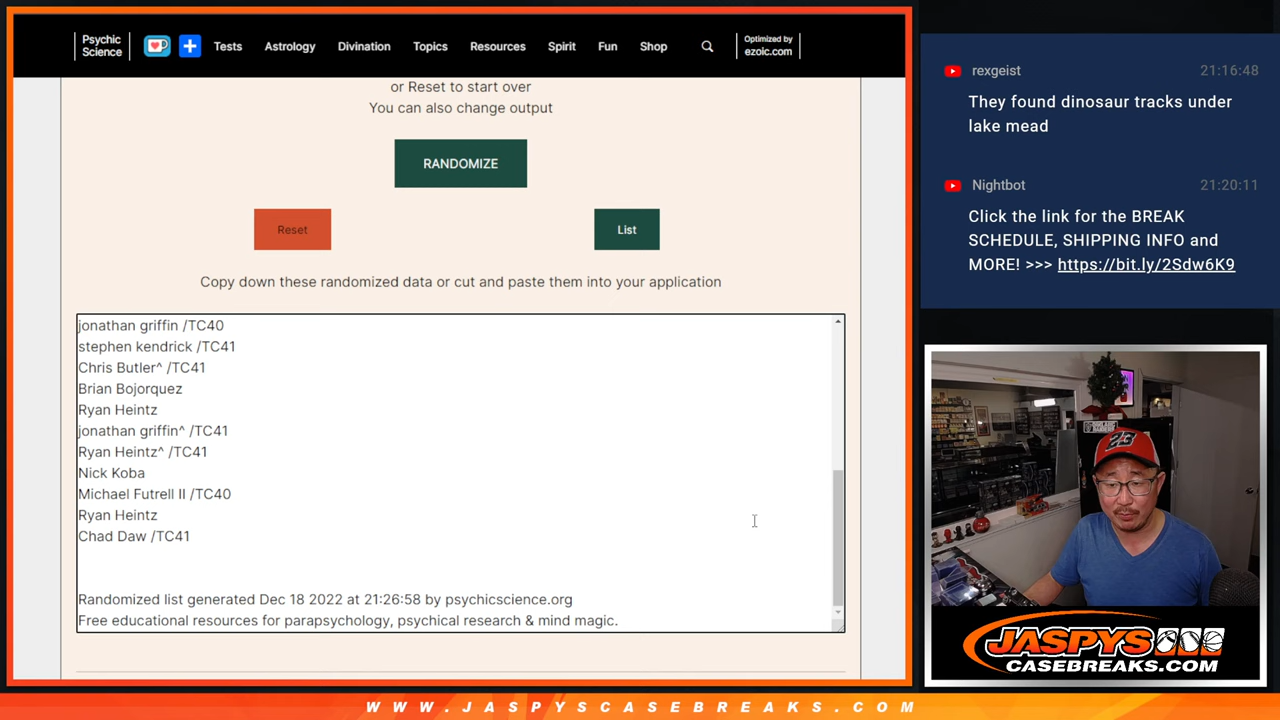 Psychic
Science
Tests
Astrology
Divination
Topics
Resources
Spirit
Fun
Shop
Optimized by
ezoic.com
or Reset to start over
You can also change output
RANDOMIZE
Reset
List
Copy down these randomized data or cut and paste them into your application
jonathan griffin /TC40
stephen kendrick /TC41
Chris Butler^ /TC41
Brian Bojorquez
Ryan Heintz
jonathan griffin^ /TC41
Ryan Heintz^ /TC41
Nick Koba
Michael Futrell II /TC40
Ryan Heintz
Chad Daw /TC41
Randomized list generated Dec 18 2022 at 21:26:58 by psychicscience.org
Free educational resources for parapsychology, psychical research & mind magic.
rexgeist 21:16:48
They found dinosaur tracks under
lake mead
Nightbot 21:20:11
Click the link for the BREAK
SCHEDULE, SHIPPING INFO and
MORE! >>> https://bit.ly/2Sdw6K9
23
JASPYS
CASEBREAKS.COM
WWW.JASPYSCASEBREAKS.COM